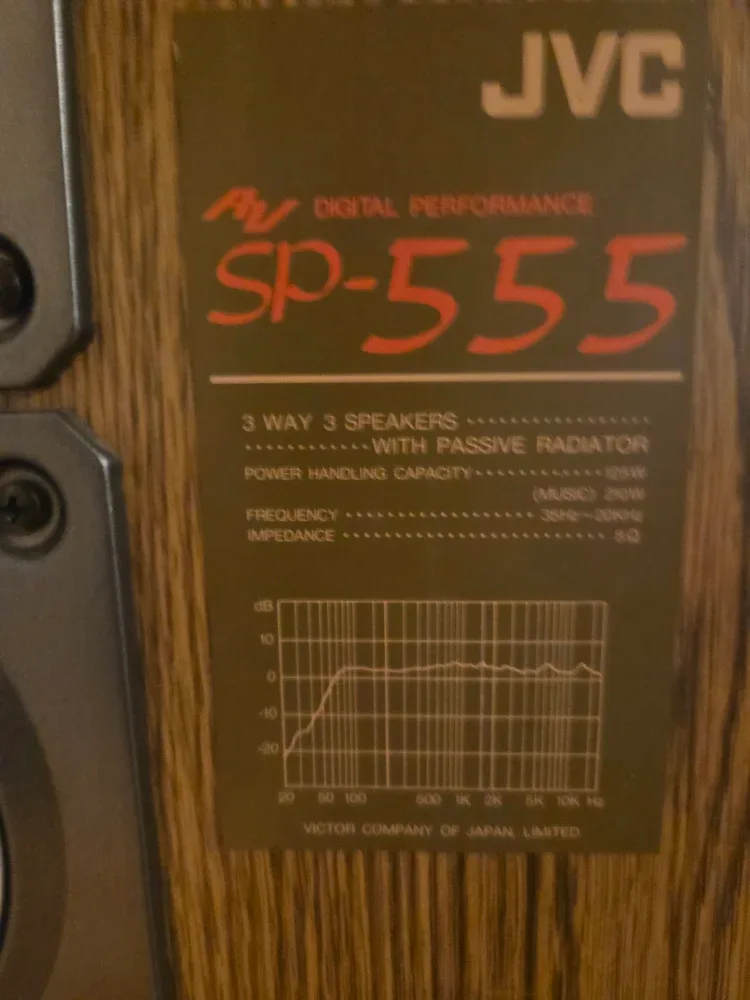 JVC
A/V DIGITAL PERFORMANCE
SP-555
3 WAY 3 SPEAKERS ··················
············WITH PASSIVE RADIATOR
POWER HANDLING CAPACITY············125W
(MUSIC) 210W
FREQUENCY ·················· 35Hz~20KHz
IMPEDANCE ·························· 8Ω
dB
10
0
-10
-20
20 50 100 500 1K 2K 5K 10K Hz
VICTOR COMPANY OF JAPAN, LIMITED